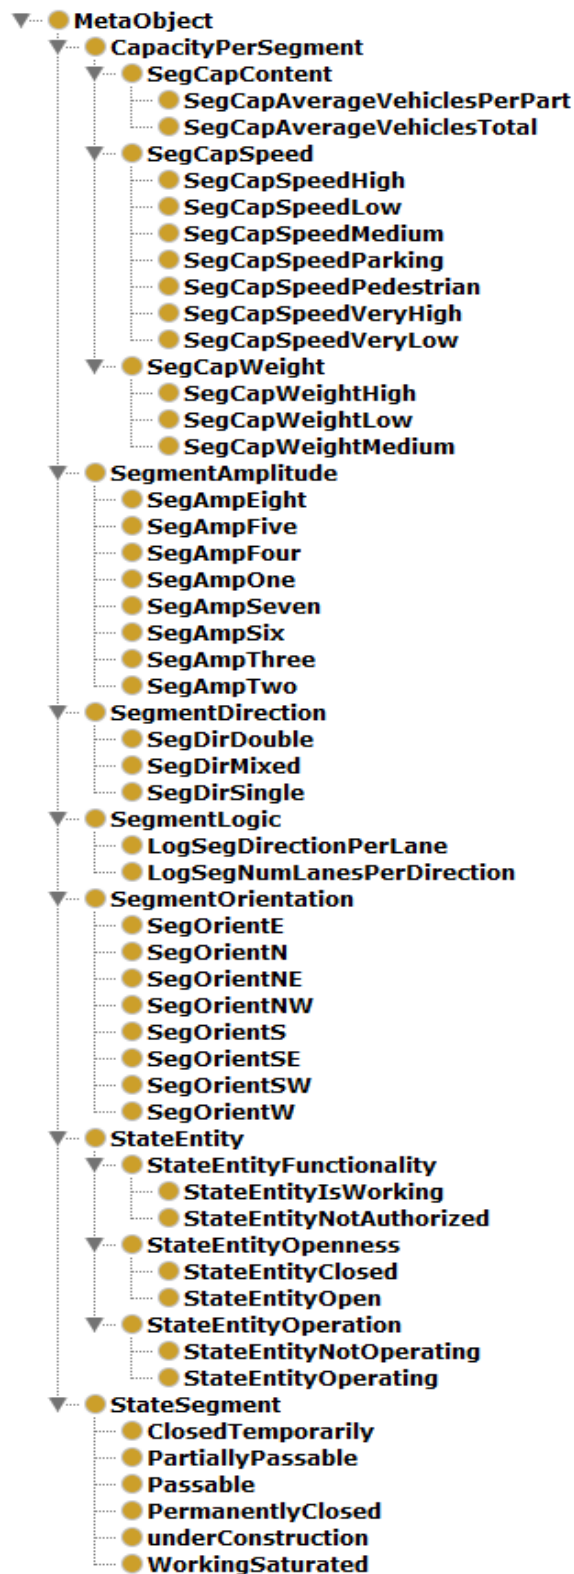 MetaObject
CapacityPerSegment
SegCapContent
SegCapAverageVehiclesPerPart
SegCapAverageVehiclesTotal
SegCapSpeed
SegCapSpeedHigh
SegCapSpeedLow
SegCapSpeedMedium
SegCapSpeedParking
SegCapSpeedPedestrian
SegCapSpeedVeryHigh
SegCapSpeedVeryLow
SegCapWeight
SegCapWeightHigh
SegCapWeightLow
SegCapWeightMedium
SegmentAmplitude
SegAmpEight
SegAmpFive
SegAmpFour
SegAmpOne
SegAmpSeven
SegAmpSix
SegAmpThree
SegAmpTwo
SegmentDirection
SegDirDouble
SegDirMixed
SegDirSingle
SegmentLogic
LogSegDirectionPerLane
LogSegNumLanesPerDirection
SegmentOrientation
SegOrientE
SegOrientN
SegOrientNE
SegOrientNW
SegOrientS
SegOrientSE
SegOrientSW
SegOrientW
StateEntity
StateEntityFunctionality
StateEntityIsWorking
StateEntityNotAuthorized
StateEntityOpenness
StateEntityClosed
StateEntityOpen
StateEntityOperation
StateEntityNotOperating
StateEntityOperating
StateSegment
ClosedTemporarily
PartiallyPassable
Passable
PermanentlyClosed
underConstruction
WorkingSaturated